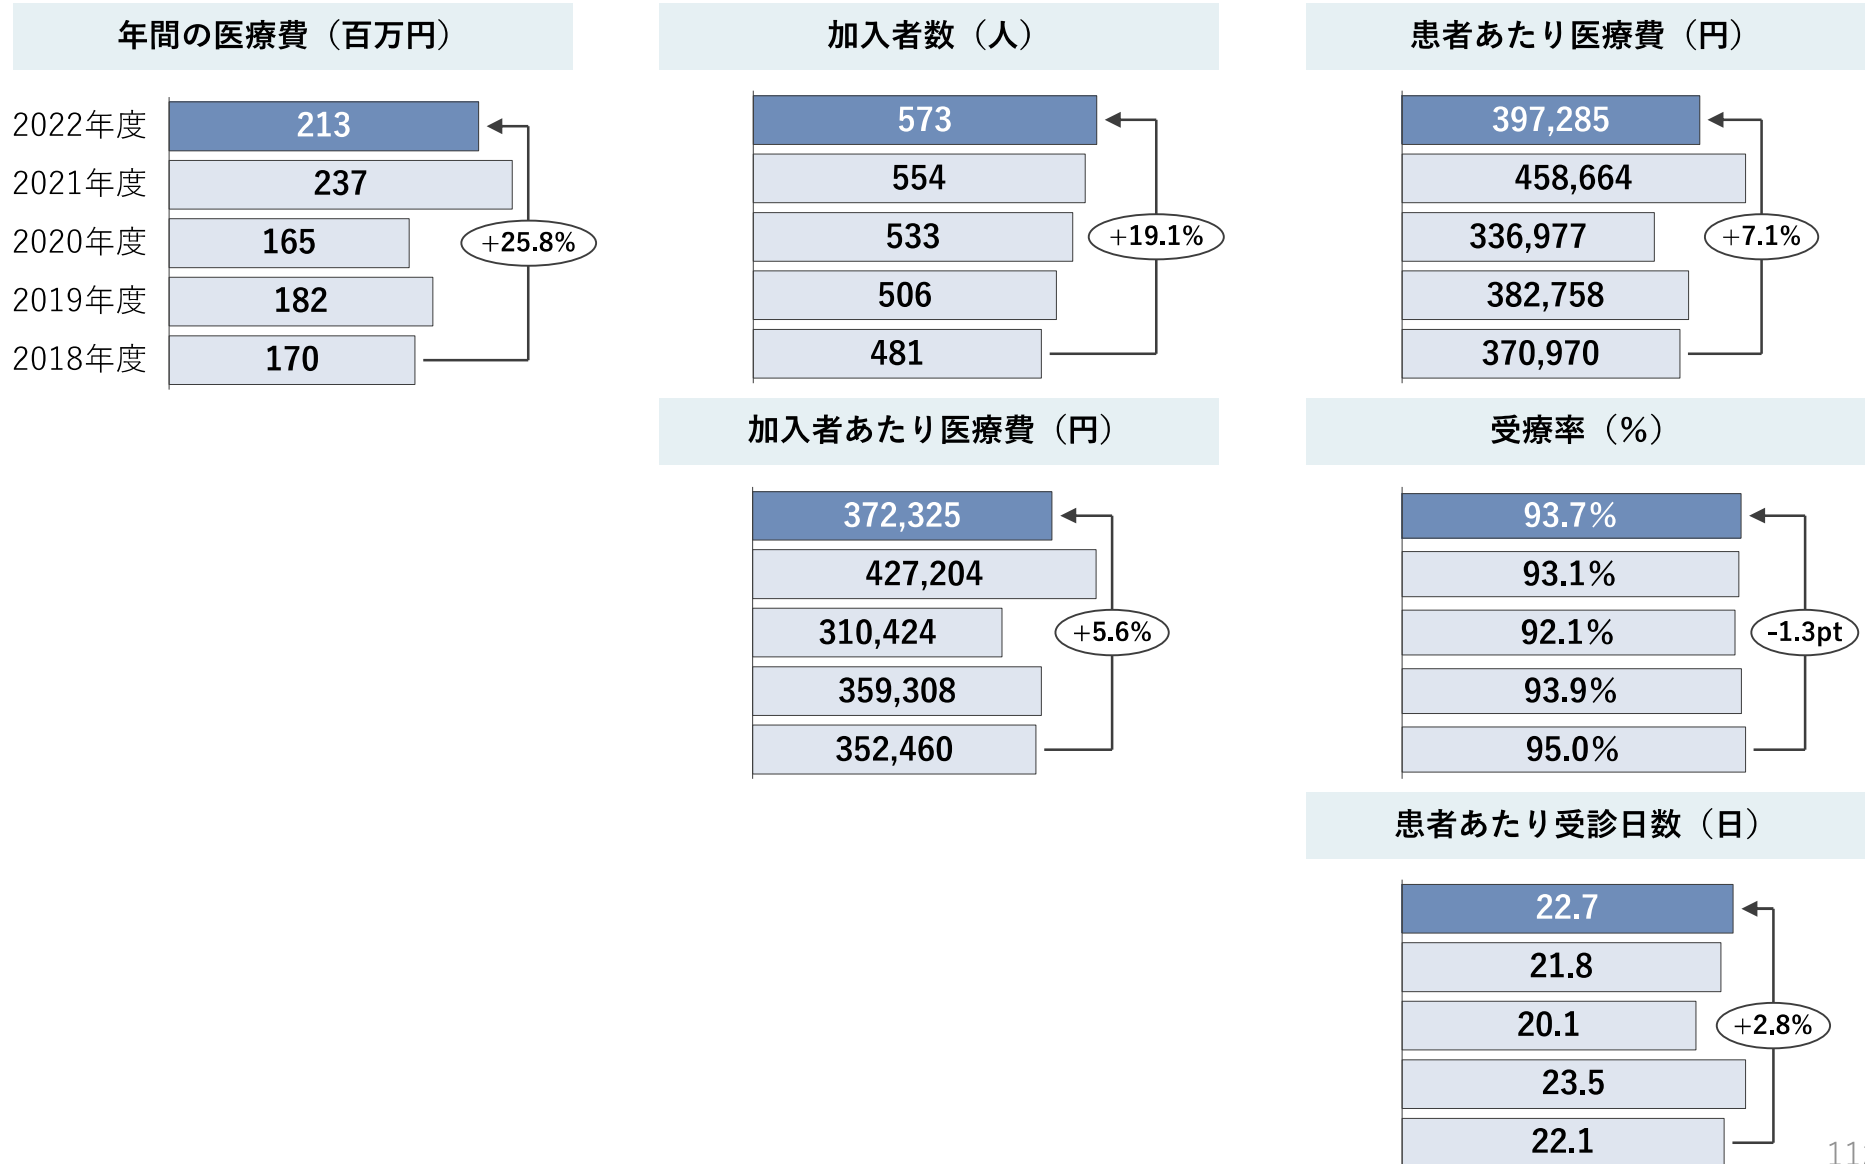 年間の医療費（百万円）
加入者数（人）
患者あたり医療費（円）
2022年度
213
573
397,285
2021年度
237
554
458,664
2020年度
165
+25.8%
533
+19.1%
336,977
+7.1%
2019年度
182
506
382,758
2018年度
170
481
370,970
加入者あたり医療費（円）
受療率（%）
372,325
93.7%
427,204
93.1%
310,424
+5.6%
92.1%
-1.3pt
359,308
93.9%
352,460
95.0%
患者あたり受診日数（日）
22.7
21.8
20.1
+2.8%
23.5
22.1